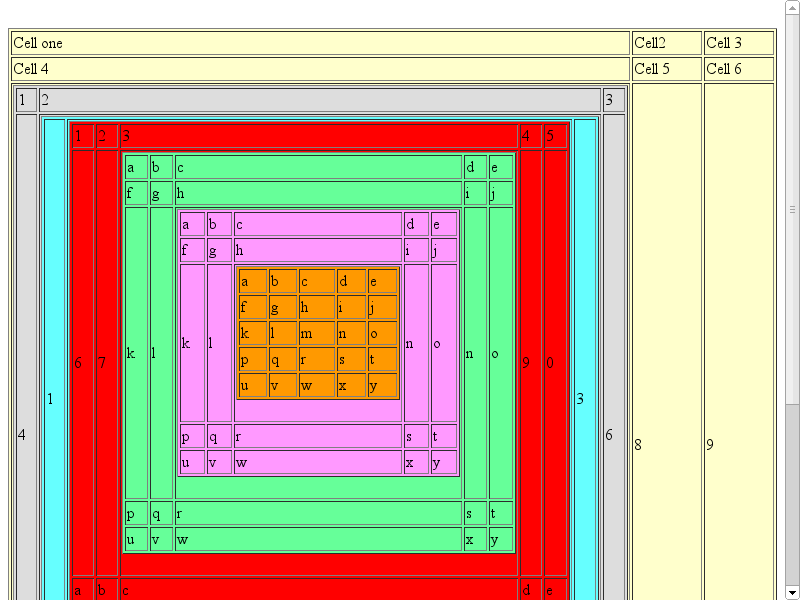 Cell one Cell2 Cell 3
Cell 4 Cell 5 Cell 6
1 2 3
1 2 3 4 5
a b c d e
f g h i j
a b c d e
f g h i j
a b c d e
f g h i j
k l m n o
k l n o
k l n o
p q r s t
6 7 9 0
u v w x y
1 3
4 6
p q r s t
8 9
u v w x y
p q r s t
u v w x y
a b c d e